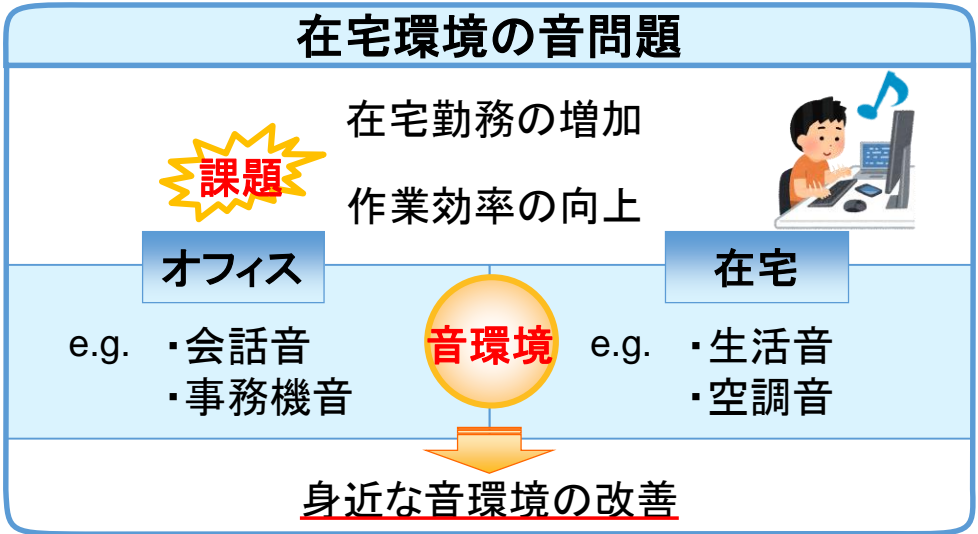 在宅環境の音問題
在宅勤務の増加
課題
作業効率の向上
オフィス
在宅
e.g. ・会話音
・事務機音
音環境
e.g. ・生活音
・空調音
身近な音環境の改善